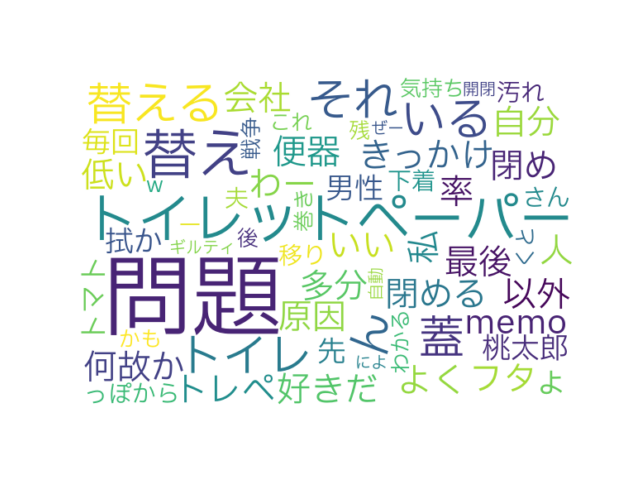 替える
会社
それ
気持ち
開閉
汚れ
毎回
替え
戦争
これ
残
ぜー
いる
自分
低い
w
便器
きっかけ
閉め
わー
男性
下着
率
さん
夫
巻き
トイレットペーパー
拭か
一
ギルティ
後
移り
いい
私
人
最後
問題
多分
自動
閉める
以外
原因
ん
蓋
memo
かも
何故か
トイレ
先
によ
わかる
桃太郎
っぽから
トレペ
好きだ
よく
フタ
ょ